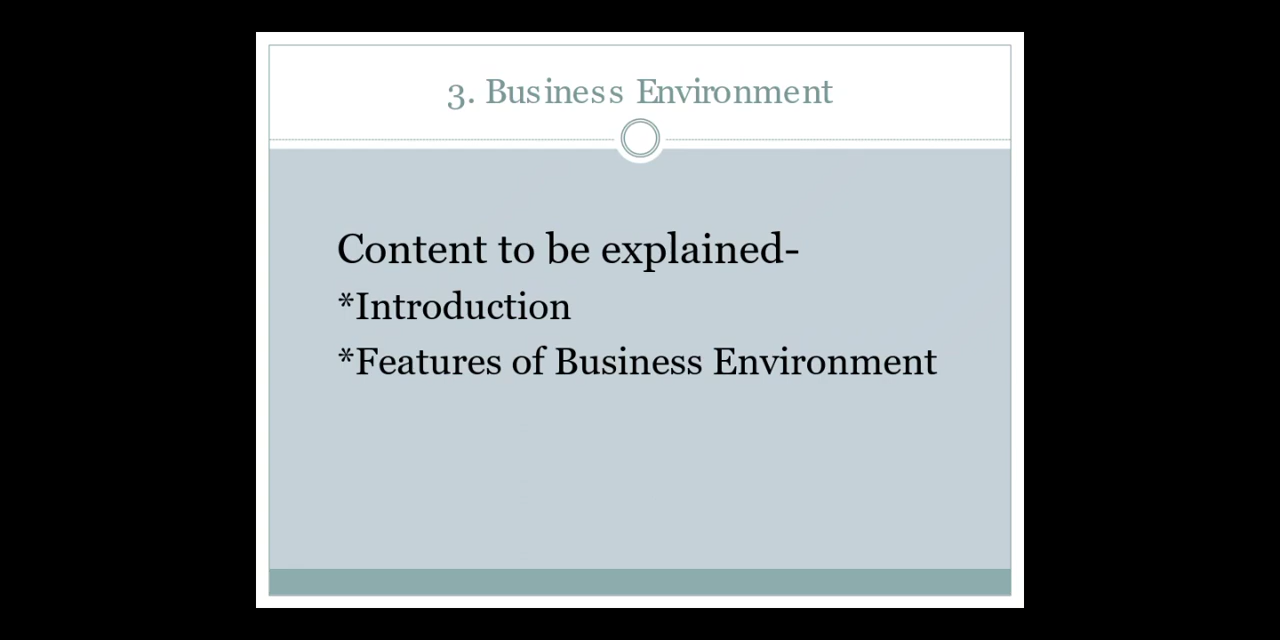 3. Business Environment
Content to be explained-
*Introduction
*Features of Business Environment